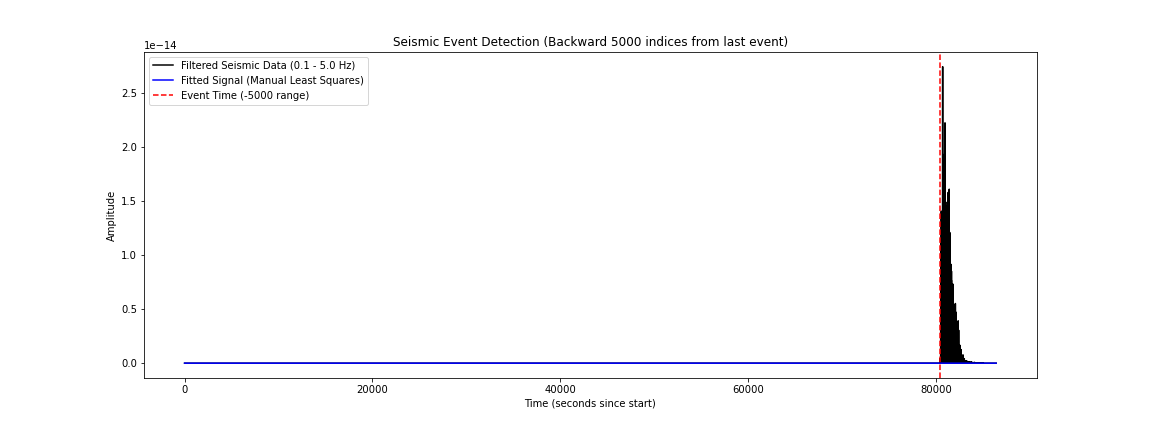 Seismic Event Detection (Backward 5000 indices from last event)
1e−14
Filtered Seismic Data (0.1 - 5.0 Hz)
Fitted Signal (Manual Least Squares)
Event Time (-5000 range)
2.5
2.0
1.5
1.0
0.5
0.0
Amplitude
0 20000 40000 60000 80000
Time (seconds since start)